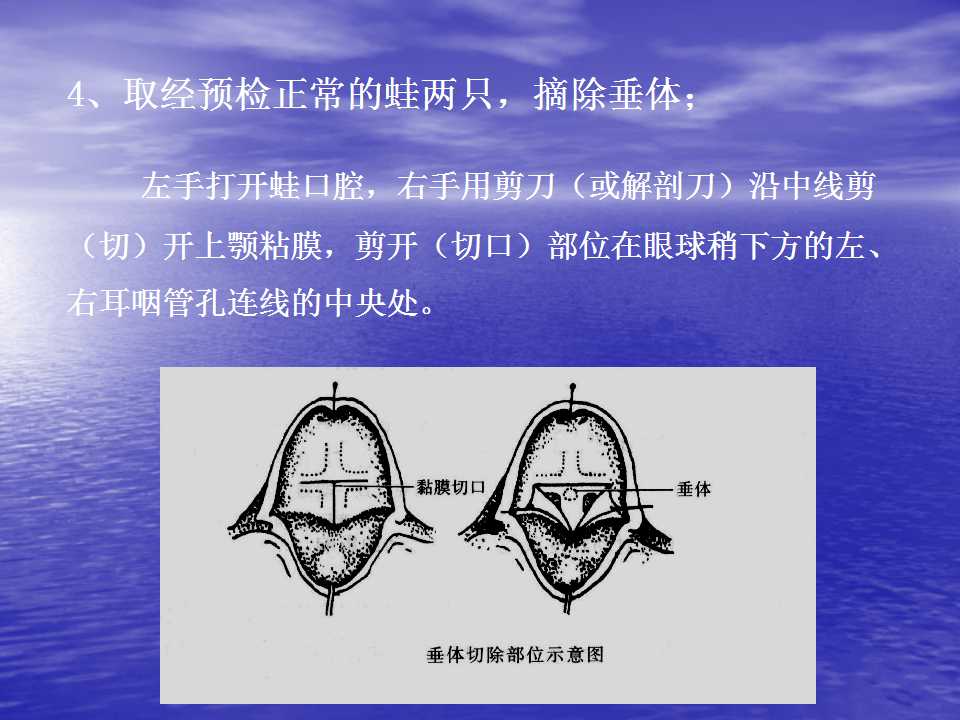 4、取经预检正常的蛙两只，摘除垂体；
左手打开蛙口腔，右手用剪刀（或解剖刀）沿中线剪
（切）开上颚粘膜，剪开（切口）部位在眼球稍下方的左、
右耳咽管孔连线的中央处。
黏膜切口
垂体
垂体切除部位示意图